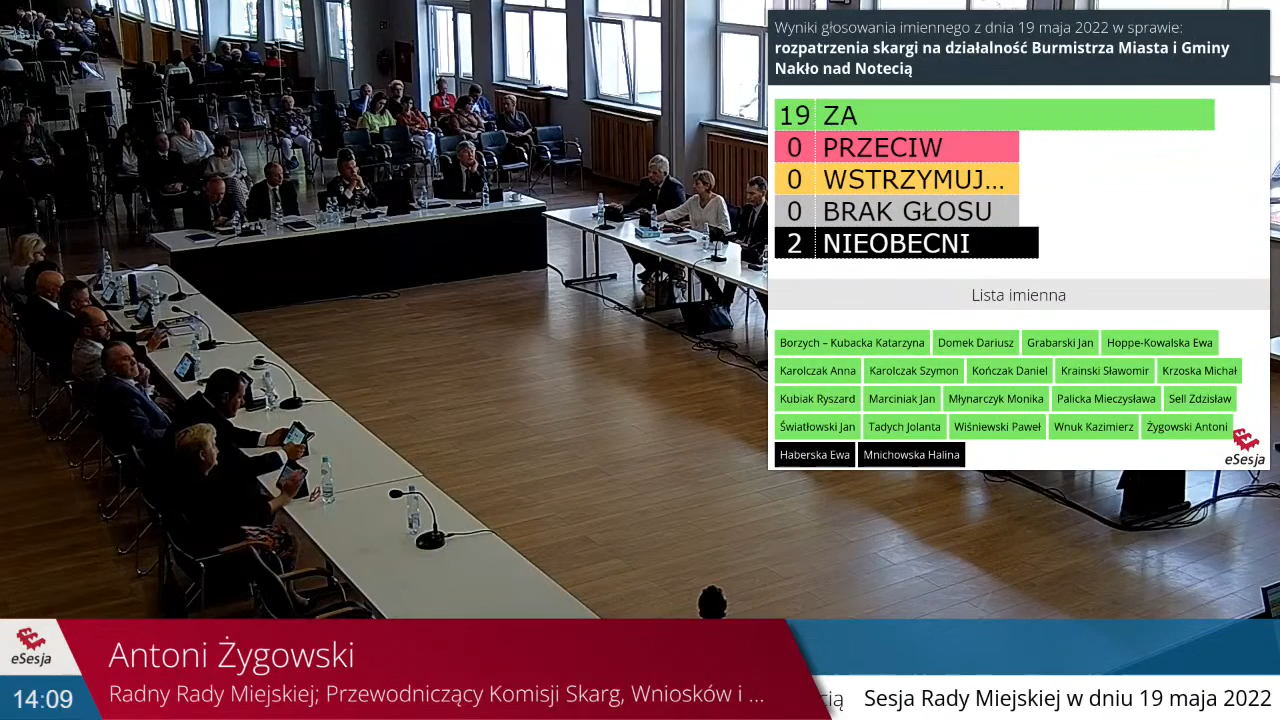 Wyniki głosowania imiennego z dnia 19 maja 2022 w sprawie:
rozpatrzenia skargi na działalność Burmistrza Miasta i Gminy
Nakło nad Notecią
19 ZA
0 PRZECIW
0 WSTRZYMUJ...
0 BRAK GŁOSU
2 NIEOBECNI
Lista imienna
Borzych – Kubacka Katarzyna Domek Dariusz Grabarski Jan Hoppe-Kowalska Ewa
Karolczak Anna Karolczak Szymon Kończak Daniel Krainski Sławomir Krzoska Michał
Kubiak Ryszard Marciniak Jan Młynarczyk Monika Palicka Mieczysława Sell Zdzisław
Światłowski Jan Tadych Jolanta Wiśniewski Paweł Wnuk Kazimierz Żygowski Antoni
Haberska Ewa Mnichowska Halina
eSesja
Antoni Żygowski
eSesja
Radny Rady Miejskiej; Przewodniczący Komisji Skarg, Wniosków i ...
14:09
cią Sesja Rady Miejskiej w dniu 19 maja 2022